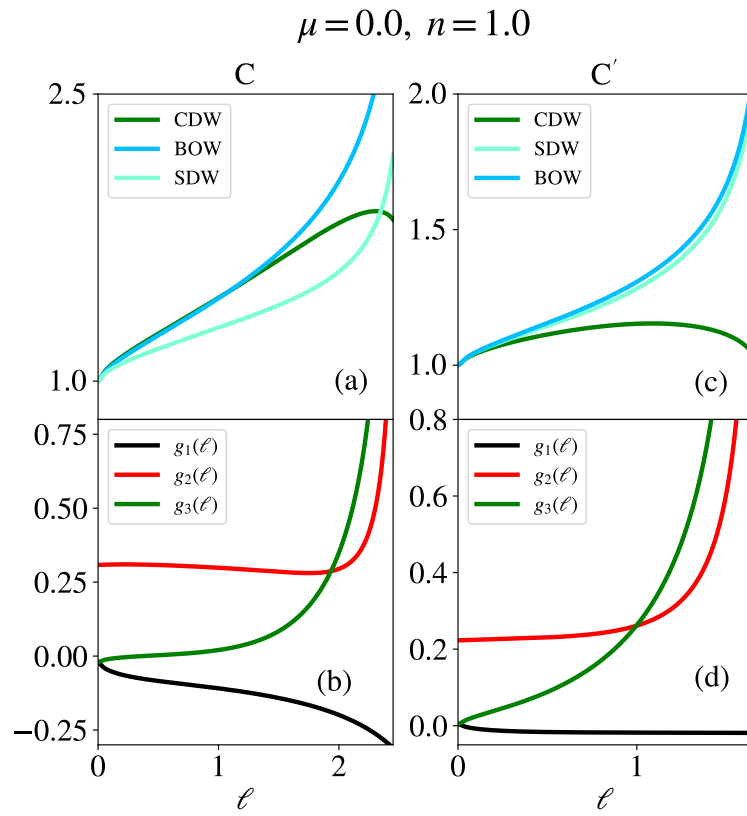 μ = 0.0, n = 1.0
C
2.5
1.0
CDW
BOW
SDW
(a)
C′
2.0
1.5
1.0
CDW
SDW
BOW
(c)
0.75
0.50
0.25
0.00
−0.25
g₁(ℓ)
g₂(ℓ)
g₃(ℓ)
(b)
0 1 2
ℓ
0.8
0.6
0.4
0.2
0.0
g₁(ℓ)
g₂(ℓ)
g₃(ℓ)
(d)
0 1
ℓ